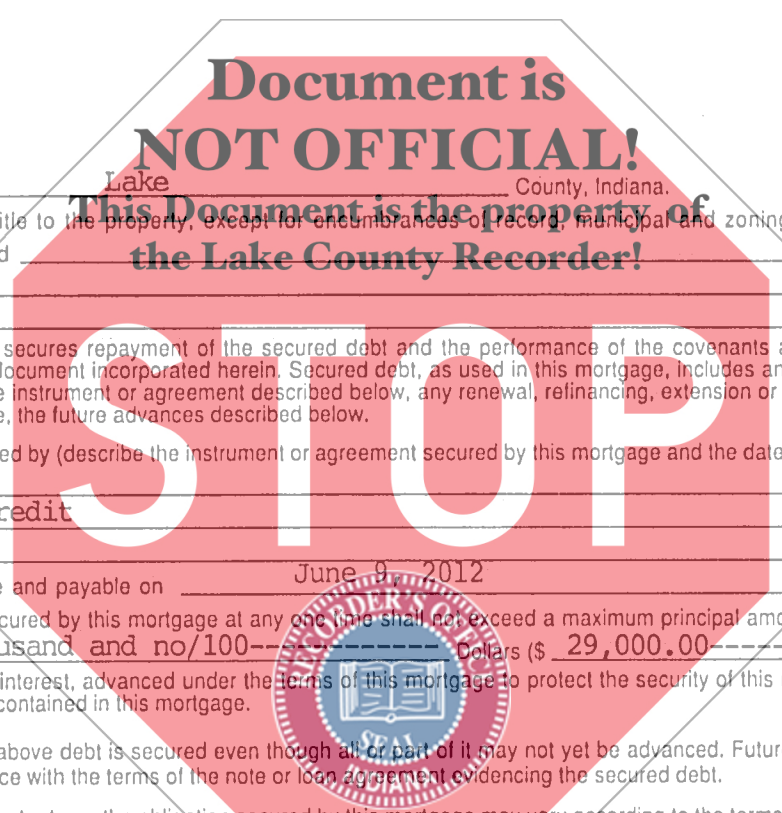 Document is
NOT OFFICIAL!
Lake County, Indiana.
This Document is the property of
itle to the property, except for encumbrances of record, municipal and zoning
d
the Lake County Recorder!
STOP
secures repayment of the secured debt and the performance of the covenants a
document incorporated herein. Secured debt, as used in this mortgage, includes an
e instrument or agreement described below, any renewal, refinancing, extension or
e, the future advances described below.
ed by (describe the instrument or agreement secured by this mortgage and the date
redit
e and payable on June 9, 2012
cured by this mortgage at any one time shall not exceed a maximum principal amo
usand and no/100------------- Dollars ($ 29,000.00-----
interest, advanced under the terms of this mortgage to protect the security of this
contained in this mortgage.
RECORDER'S OFFICE
SEAL
INDIANA
above debt is secured even though all or part of it may not yet be advanced. Futur
ce with the terms of the note or loan agreement evidencing the secured debt.